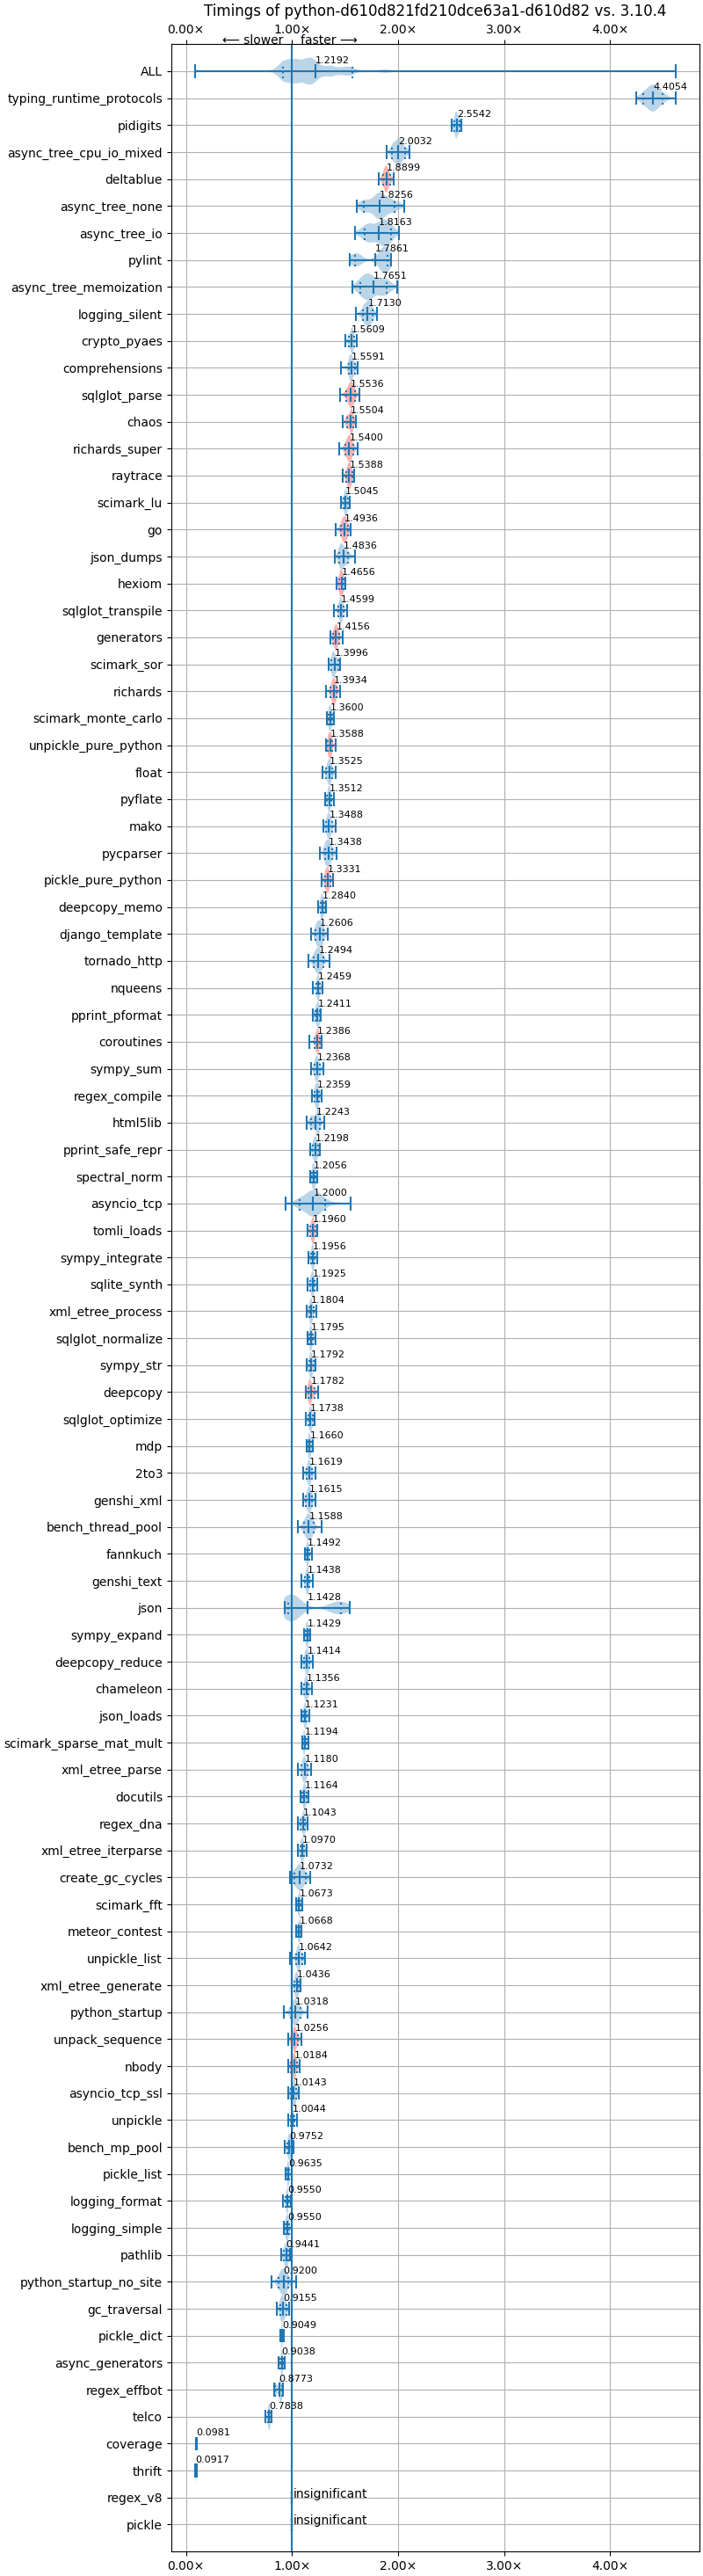 Timings of python-d610d821fd210dce63a1-d610d82 vs. 3.10.4
0.00× 1.00× 2.00× 3.00× 4.00×
⟵ slower faster ⟶
ALL 1.2192
typing_runtime_protocols 4.4054
pidigits 2.5542
async_tree_cpu_io_mixed 2.0032
deltablue 1.8899
async_tree_none 1.8256
async_tree_io 1.8163
pylint 1.7861
async_tree_memoization 1.7651
logging_silent 1.7130
crypto_pyaes 1.5609
comprehensions 1.5591
sqlglot_parse 1.5536
chaos 1.5504
richards_super 1.5400
raytrace 1.5388
scimark_lu 1.5045
go 1.4936
json_dumps 1.4836
hexiom 1.4656
sqlglot_transpile 1.4599
generators 1.4156
scimark_sor 1.3996
richards 1.3934
scimark_monte_carlo 1.3600
unpickle_pure_python 1.3588
float 1.3525
pyflate 1.3512
mako 1.3488
pycparser 1.3438
pickle_pure_python 1.3331
deepcopy_memo 1.2840
django_template 1.2606
tornado_http 1.2494
nqueens 1.2459
pprint_pformat 1.2411
coroutines 1.2386
sympy_sum 1.2368
regex_compile 1.2359
html5lib 1.2243
pprint_safe_repr 1.2198
spectral_norm 1.2056
asyncio_tcp 1.2000
tomli_loads 1.1960
sympy_integrate 1.1956
sqlite_synth 1.1925
xml_etree_process 1.1804
sqlglot_normalize 1.1795
sympy_str 1.1792
deepcopy 1.1782
sqlglot_optimize 1.1738
mdp 1.1660
2to3 1.1619
genshi_xml 1.1615
bench_thread_pool 1.1588
fannkuch 1.1492
genshi_text 1.1438
json 1.1428
sympy_expand 1.1429
deepcopy_reduce 1.1414
chameleon 1.1356
json_loads 1.1231
scimark_sparse_mat_mult 1.1194
xml_etree_parse 1.1180
docutils 1.1164
regex_dna 1.1043
xml_etree_iterparse 1.0970
create_gc_cycles 1.0732
scimark_fft 1.0673
meteor_contest 1.0668
unpickle_list 1.0642
xml_etree_generate 1.0436
python_startup 1.0318
unpack_sequence 1.0256
nbody 1.0184
asyncio_tcp_ssl 1.0143
unpickle 1.0044
bench_mp_pool 0.9752
pickle_list 0.9635
logging_format 0.9550
logging_simple 0.9550
pathlib 0.9441
python_startup_no_site 0.9200
gc_traversal 0.9155
pickle_dict 0.9049
async_generators 0.9038
regex_effbot 0.8773
telco 0.7838
coverage 0.0981
thrift 0.0917
regex_v8 insignificant
pickle insignificant
0.00× 1.00× 2.00× 3.00× 4.00×